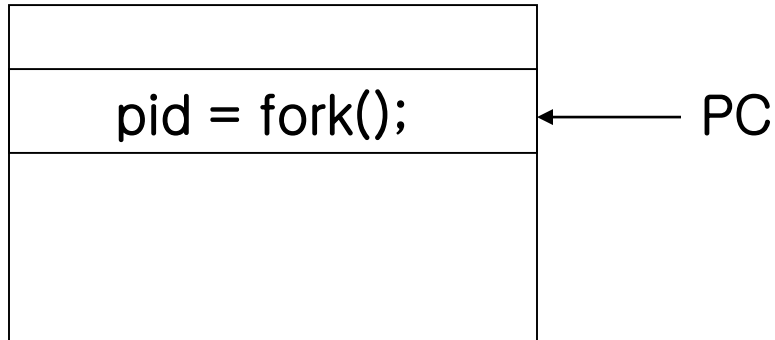 pid = fork();
PC